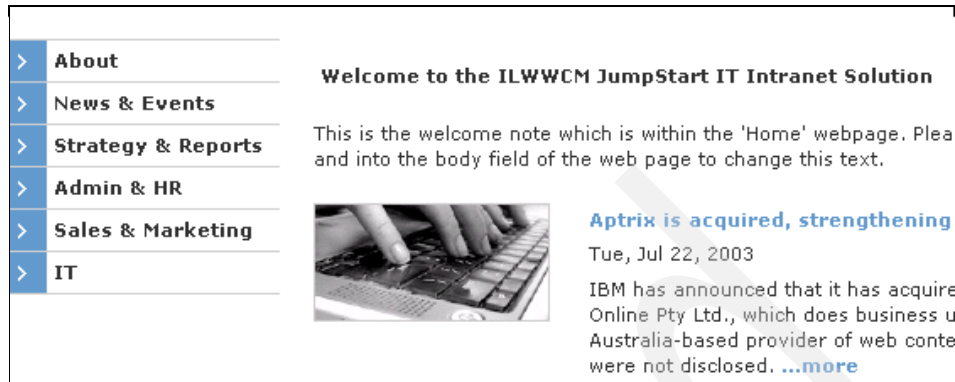 About
News & Events
Strategy & Reports
Admin & HR
Sales & Marketing
IT
Welcome to the ILWWCM JumpStart IT Intranet Solution
This is the welcome note which is within the 'Home' webpage. Plea
and into the body field of the web page to change this text.
Aptrix is acquired, strengthening
Tue, Jul 22, 2003
IBM has announced that it has acquire
Online Pty Ltd., which does business u
Australia-based provider of web conte
were not disclosed. ...more